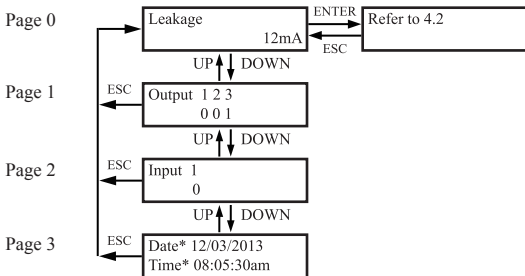 Page 0
Leakage
12mA
ENTER
ESC
Refer to 4.2
UP DOWN
Page 1
ESC
Output 1 2 3
0 0 1
UP DOWN
Page 2
ESC
Input 1
0
UP DOWN
Page 3
ESC
Date* 12/03/2013
Time* 08:05:30am